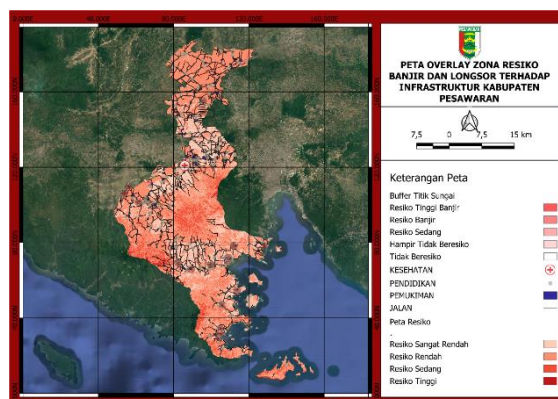 PETA OVERLAY ZONA RESIKO
BANJIR DAN LONGSOR TERHADAP
INFRASTRUKTUR KABUPATEN
PESAWARAN
7,5 0 7,5 15 km
Keterangan Peta
Buffer Titik Sungai
Resiko Tinggi Banjir
Resiko Banjir
Resiko Sedang
Hampir Tidak Beresiko
Tidak Beresiko
KESEHATAN
PENDIDIKAN
PEMUKIMAN
JALAN
Peta Resiko
Resiko Sangat Rendah
Resiko Rendah
Resiko Sedang
Resiko Tinggi